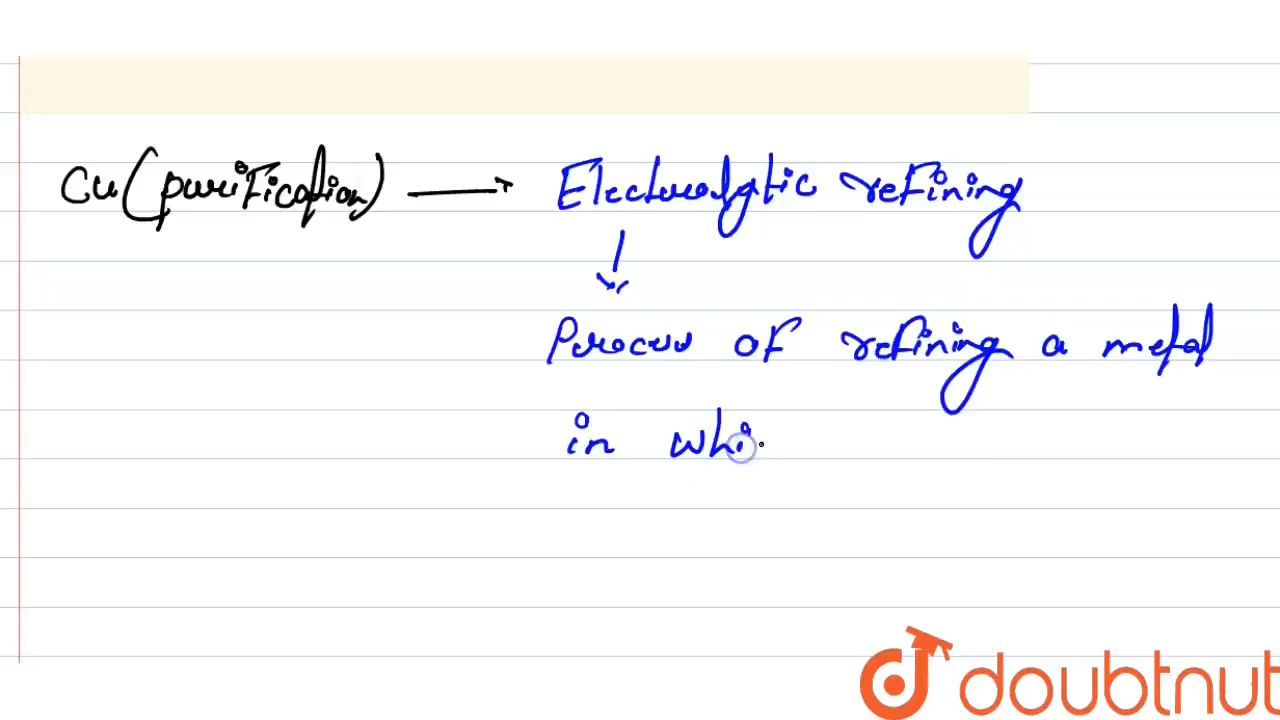 Cu (purification) → Electrolytic refining
Process of refining a metal
in whi
doubtnut